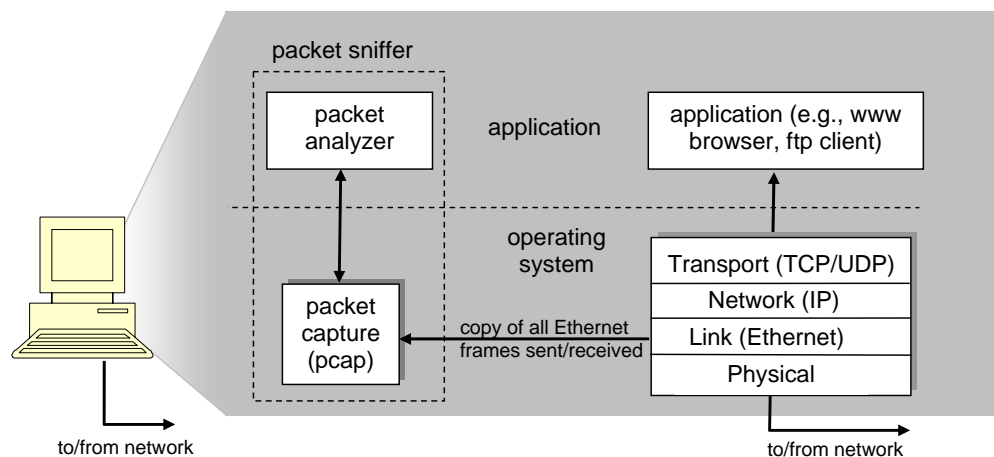 packet sniffer
packet
analyzer
application
application (e.g., www
browser, ftp client)
operating
system
packet
capture
(pcap)
copy of all Ethernet
frames sent/received
Transport (TCP/UDP)
Network (IP)
Link (Ethernet)
Physical
to/from network
to/from network